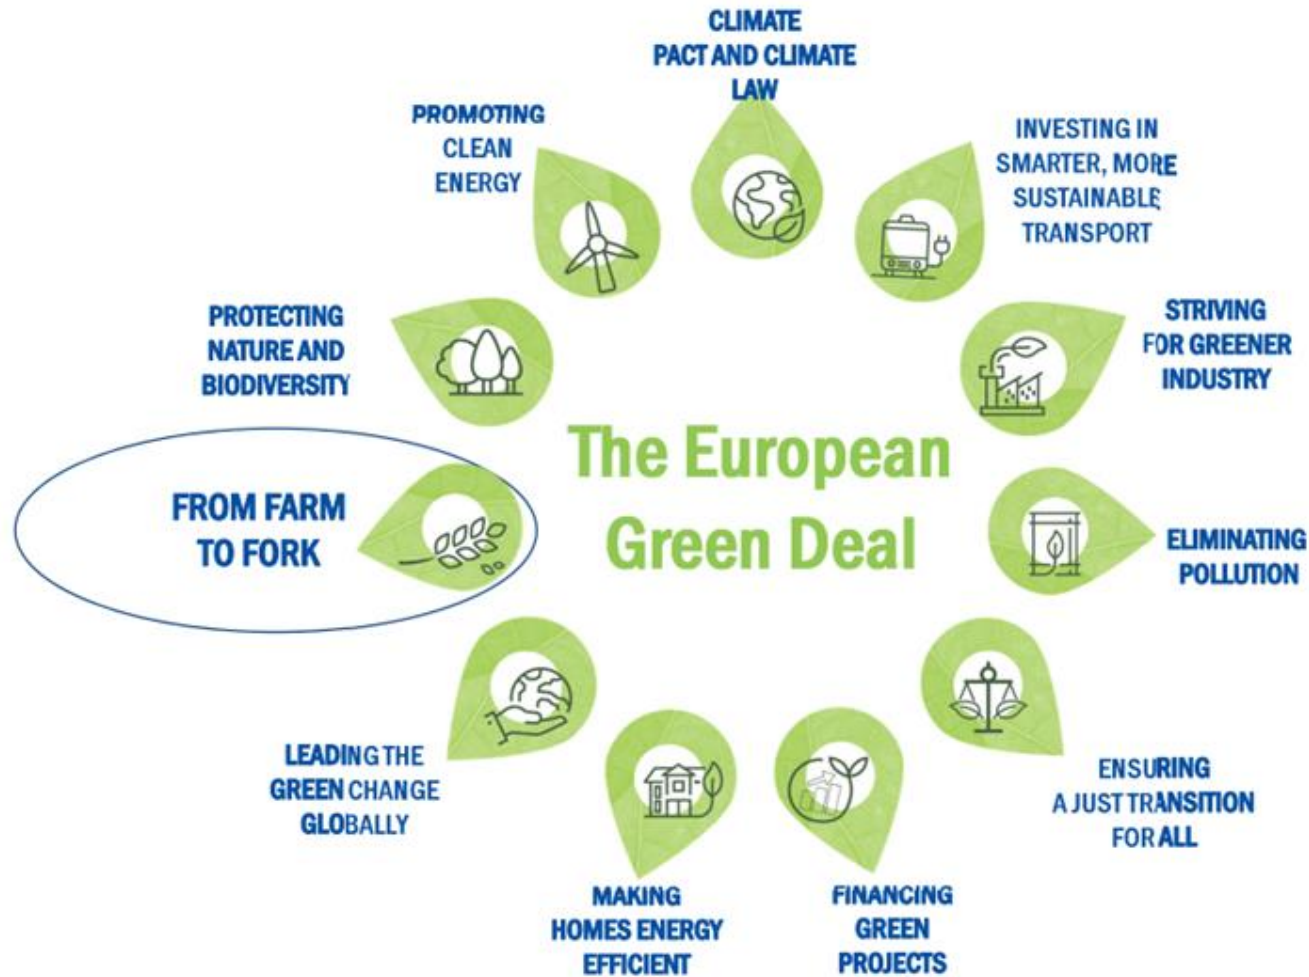 CLIMATE
PACT AND CLIMATE
LAW
INVESTING IN
SMARTER, MORE
SUSTAINABLE
TRANSPORT
STRIVING
FOR GREENER
INDUSTRY
ELIMINATING
POLLUTION
ENSURING
A JUST TRANSITION
FOR ALL
FINANCING
GREEN
PROJECTS
MAKING
HOMES ENERGY
EFFICIENT
LEADING THE
GREEN CHANGE
GLOBALLY
FROM FARM
TO FORK
PROTECTING
NATURE AND
BIODIVERSITY
PROMOTING
CLEAN
ENERGY
The European
Green Deal